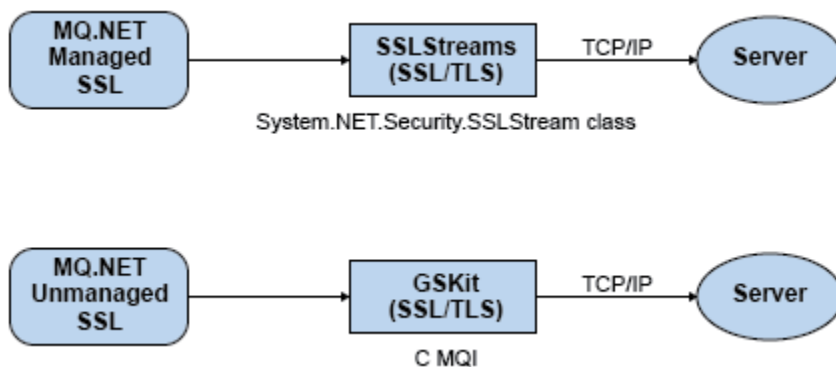 MQ.NET
Managed
SSL
SSLStreams
(SSL/TLS)
TCP/IP
Server
System.NET.Security.SSLStream class
MQ.NET
Unmanaged
SSL
GSKit
(SSL/TLS)
TCP/IP
Server
C MQI